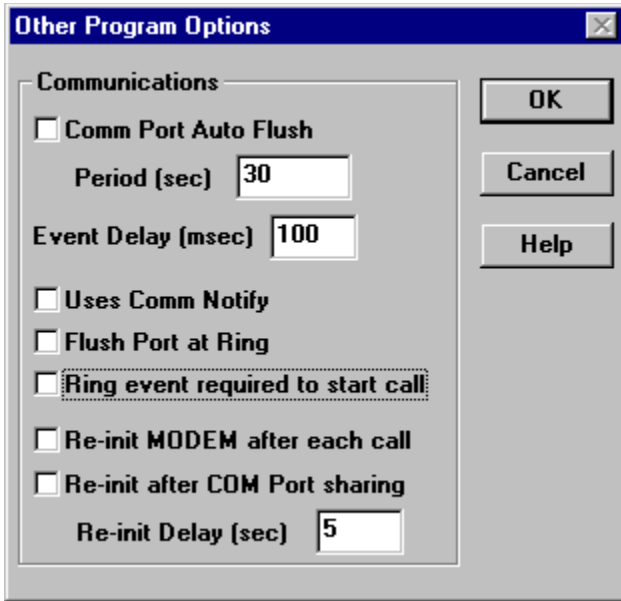 Other Program Options
Communications
Comm Port Auto Flush
Period (sec) 30
Event Delay (msec) 100
Uses Comm Notify
Flush Port at Ring
Ring event required to start call
Re-init MODEM after each call
Re-init after COM Port sharing
Re-init Delay (sec) 5
OK
Cancel
Help